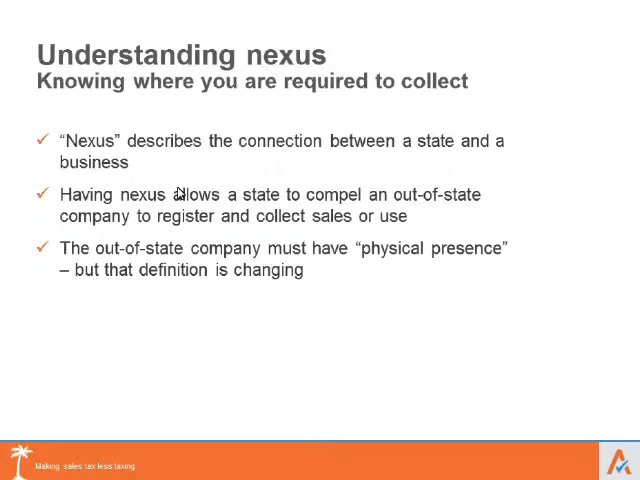 Understanding nexus
Knowing where you are required to collect
“Nexus” describes the connection between a state and a
business
Having nexus allows a state to compel an out-of-state
company to register and collect sales or use
The out-of-state company must have “physical presence”
– but that definition is changing
Making sales tax less taxing